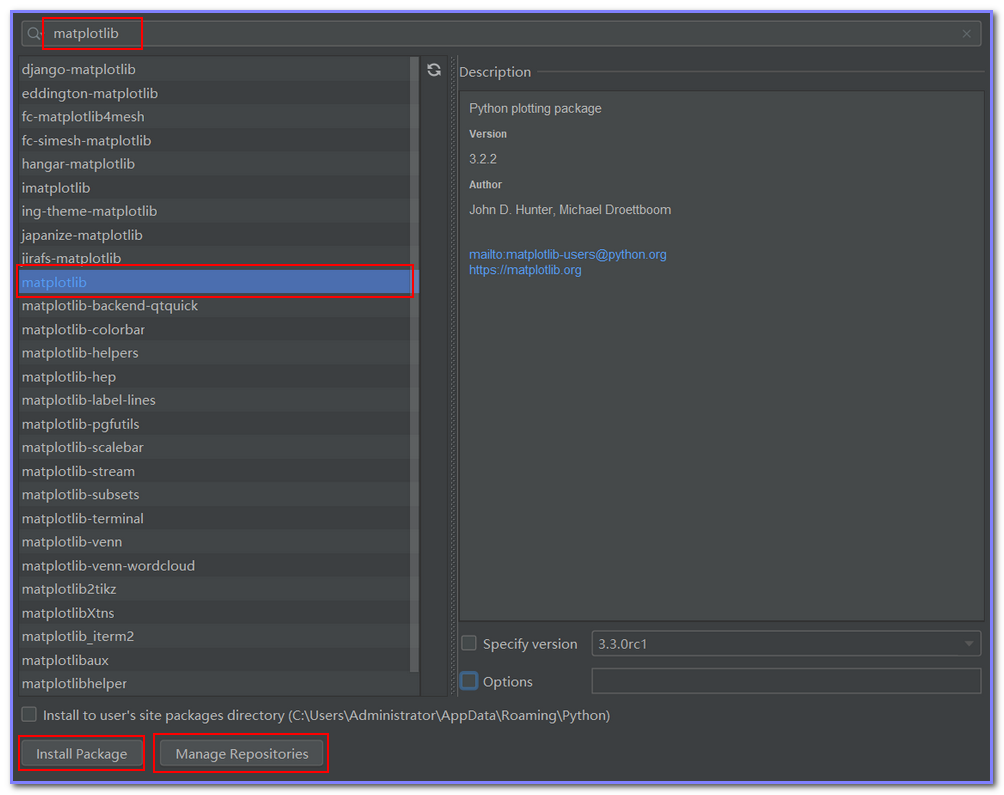 matplotlib
django-matplotlib
eddington-matplotlib
fc-matplotlib4mesh
fc-simesh-matplotlib
hangar-matplotlib
imatplotlib
ing-theme-matplotlib
japanize-matplotlib
jirafs-matplotlib
matplotlib
matplotlib-backend-qtquick
matplotlib-colorbar
matplotlib-helpers
matplotlib-hep
matplotlib-label-lines
matplotlib-pgfutils
matplotlib-scalebar
matplotlib-stream
matplotlib-subsets
matplotlib-terminal
matplotlib-venn
matplotlib-venn-wordcloud
matplotlib2tikz
matplotlibXtns
matplotlib_iterm2
matplotlibaux
matplotlibhelper
Description
Python plotting package
Version
3.2.2
Author
John D. Hunter, Michael Droettboom
mailto:matplotlib-users@python.org
https://matplotlib.org
Specify version 3.3.0rc1
Options
Install to user's site packages directory (C:\Users\Administrator\AppData\Roaming\Python)
Install Package Manage Repositories